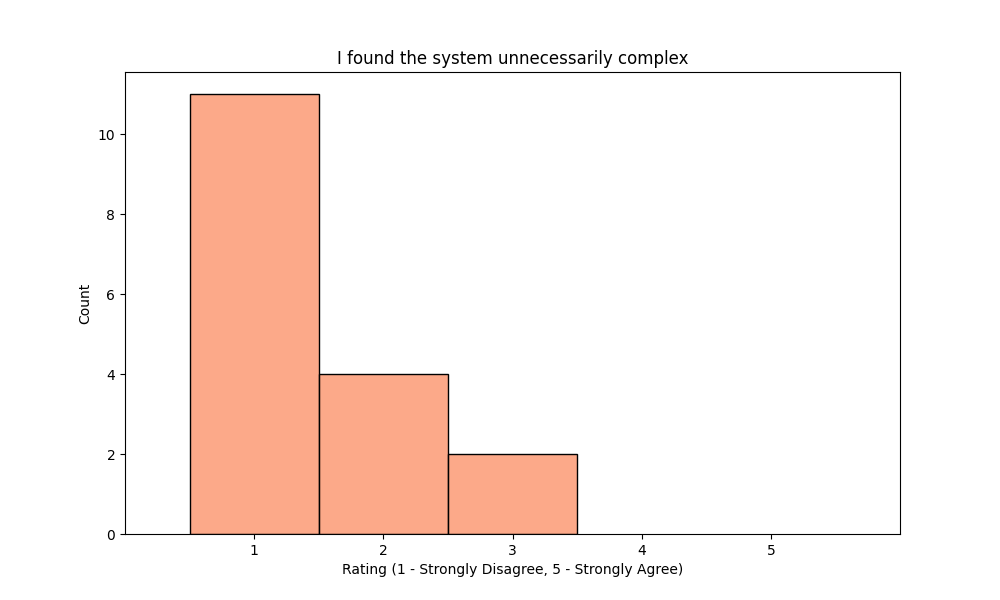 I found the system unnecessarily complex
10
8
6
4
2
0
Count
1 2 3 4 5
Rating (1 - Strongly Disagree, 5 - Strongly Agree)